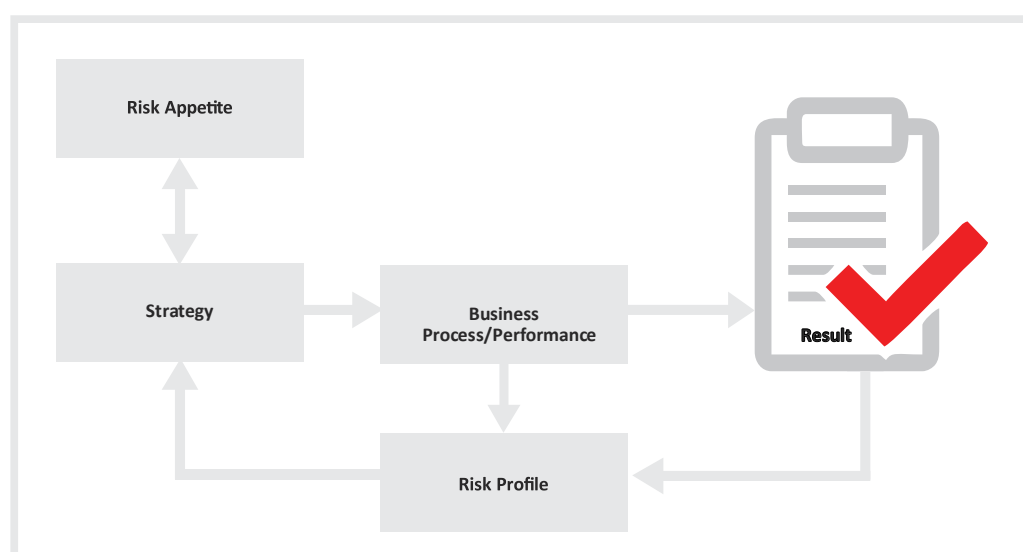 Risk Appetite
Strategy
Business
Process/Performance
Result
Risk Profile